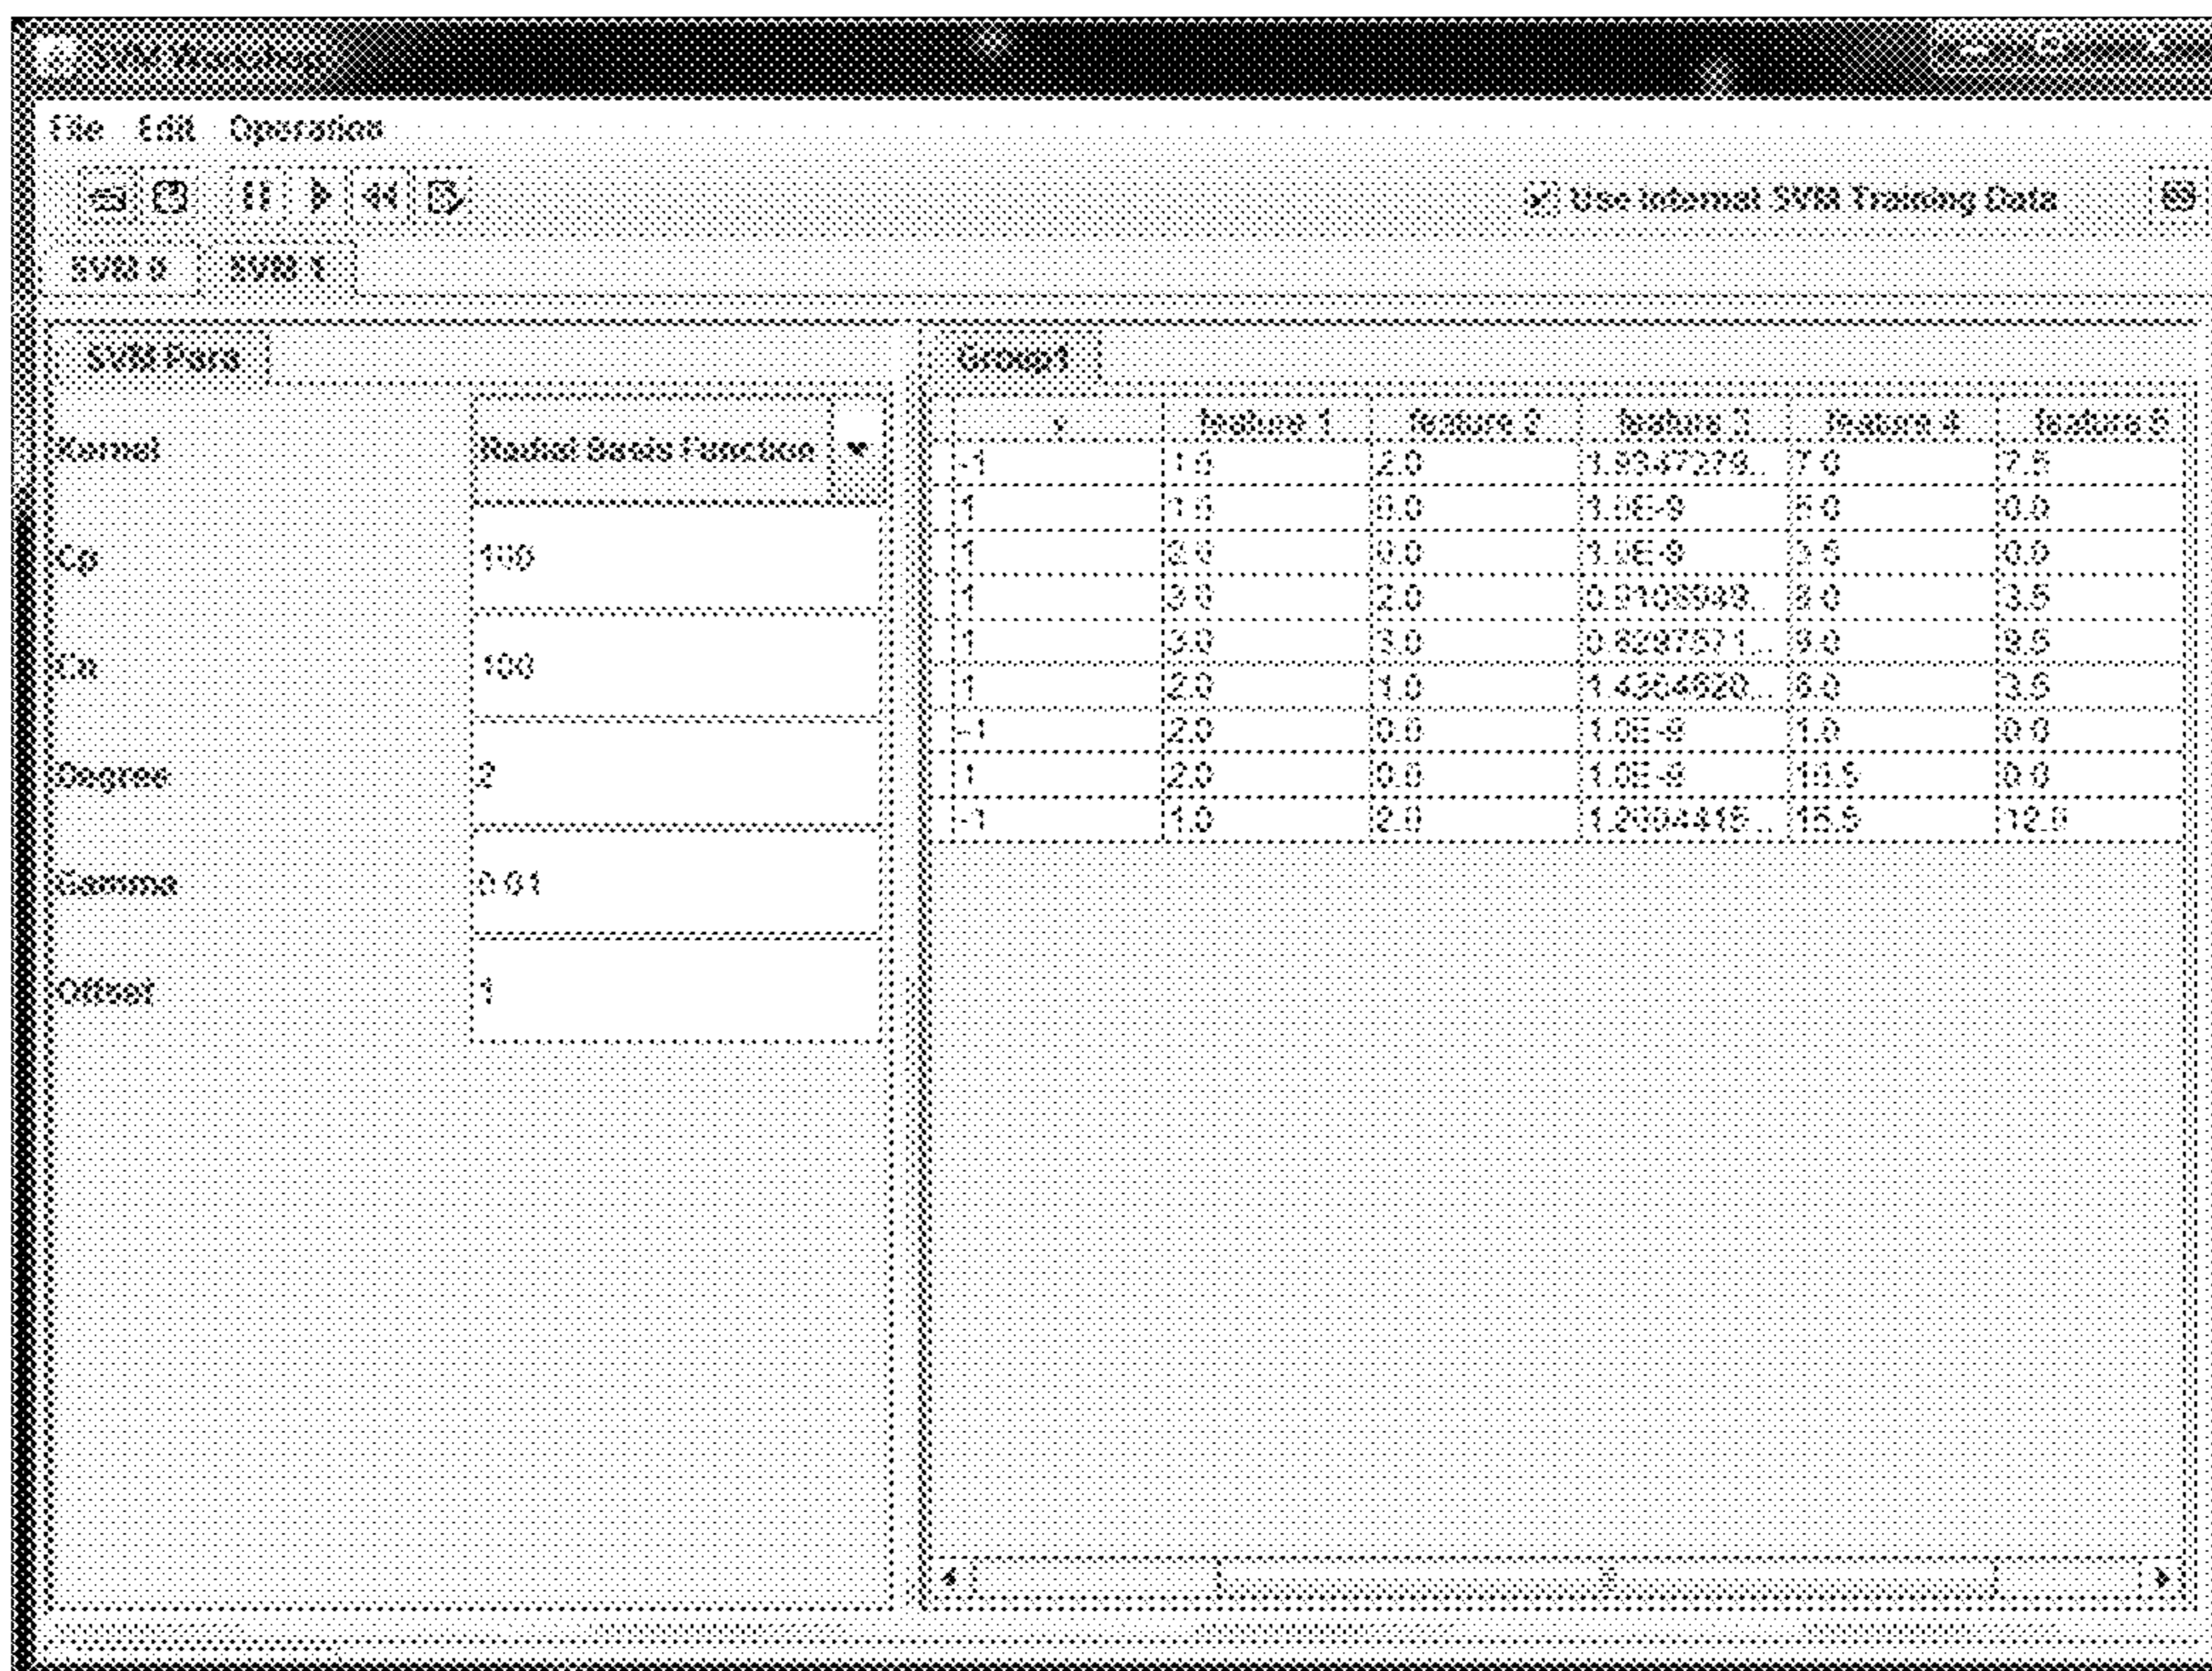 SVM Workshop
File Edit Operation
Use Internal SVM Training Data
SVM 0 SVM 1
SVM Para
Kernel Radial Basis Function
Cp 100
Cn 100
Degree 2
Gamma 0.01
Offset 1
Group1
y feature 1 feature 2 feature 3 feature 4 feature 5
-1 2.0 7.0 7.5
1 0.0 1.0E-9 0.0
1 0.0 1.0E-9 0.0
1 3.0 2.0 8.0 3.5
1 3.0 3.0 9.0 9.5
1 2.0 1.0 8.0 3.5
-1 2.0 0.0 1.0E-9 1.0 0.0
1 2.0 0.0 1.0E-9 10.5 0.0
-1 1.0 2.0 15.5 12.0